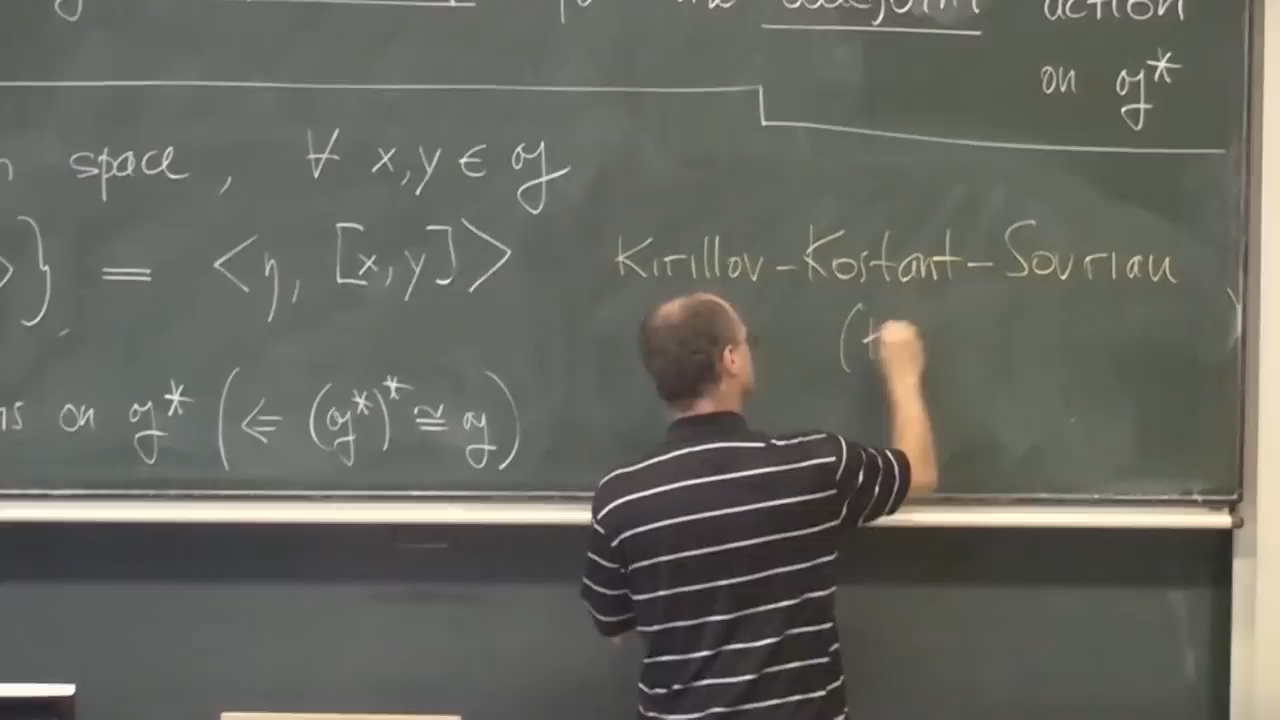 action
on 𝔤*
space, ∀ x,y ∈ 𝔤
>} = <η, [x,y]>
Kirillov-Kostant-Souriau
(t
on 𝔤* (⇐ (𝔤*)* ≅ 𝔤)